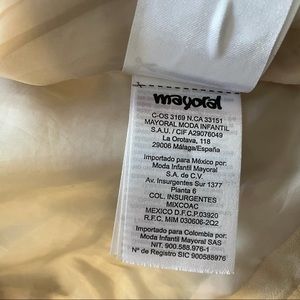 mayoral
C-OS 3169 N.CA 33151
MAYORAL MODA INFANTIL
S.A.U. / CIF A29076049
La Orotava, 118
29006 Málaga/España
Importado para México por:
Moda Infantil Mayoral
S.A. de C.V.
Av. Insurgentes Sur 1377
Planta 6
COL. INSURGENTES
MIXCOAC
MEXICO D.F.C.P.03920
R.F.C. MIM 030606-2Q2
Importado para Colombia por:
Moda Infantil Mayoral SAS
NIT. 900.588.976-1
Nº de Registro SIC 900588976